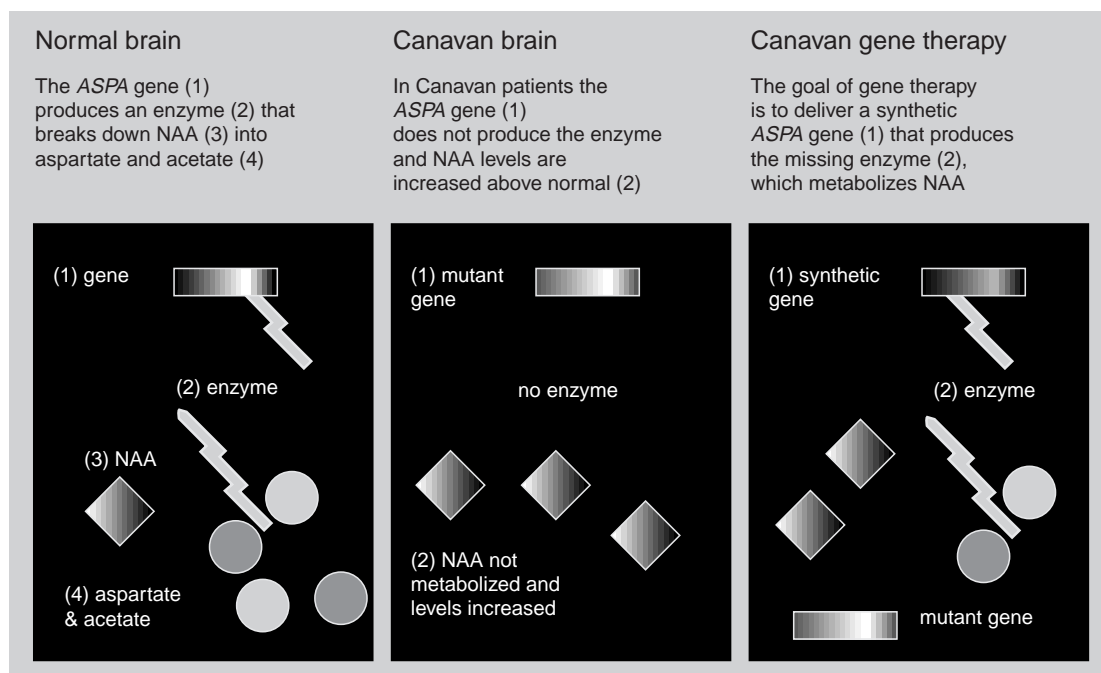 Normal brain
The ASPA gene (1)
produces an enzyme (2) that
breaks down NAA (3) into
aspartate and acetate (4)
Canavan brain
In Canavan patients the
ASPA gene (1)
does not produce the enzyme
and NAA levels are
increased above normal (2)
Canavan gene therapy
The goal of gene therapy
is to deliver a synthetic
ASPA gene (1) that produces
the missing enzyme (2),
which metabolizes NAA
(1) gene
(2) enzyme
(3) NAA
(4) aspartate
& acetate
(1) mutant
gene
no enzyme
(2) NAA not
metabolized and
levels increased
(1) synthetic
gene
(2) enzyme
mutant gene